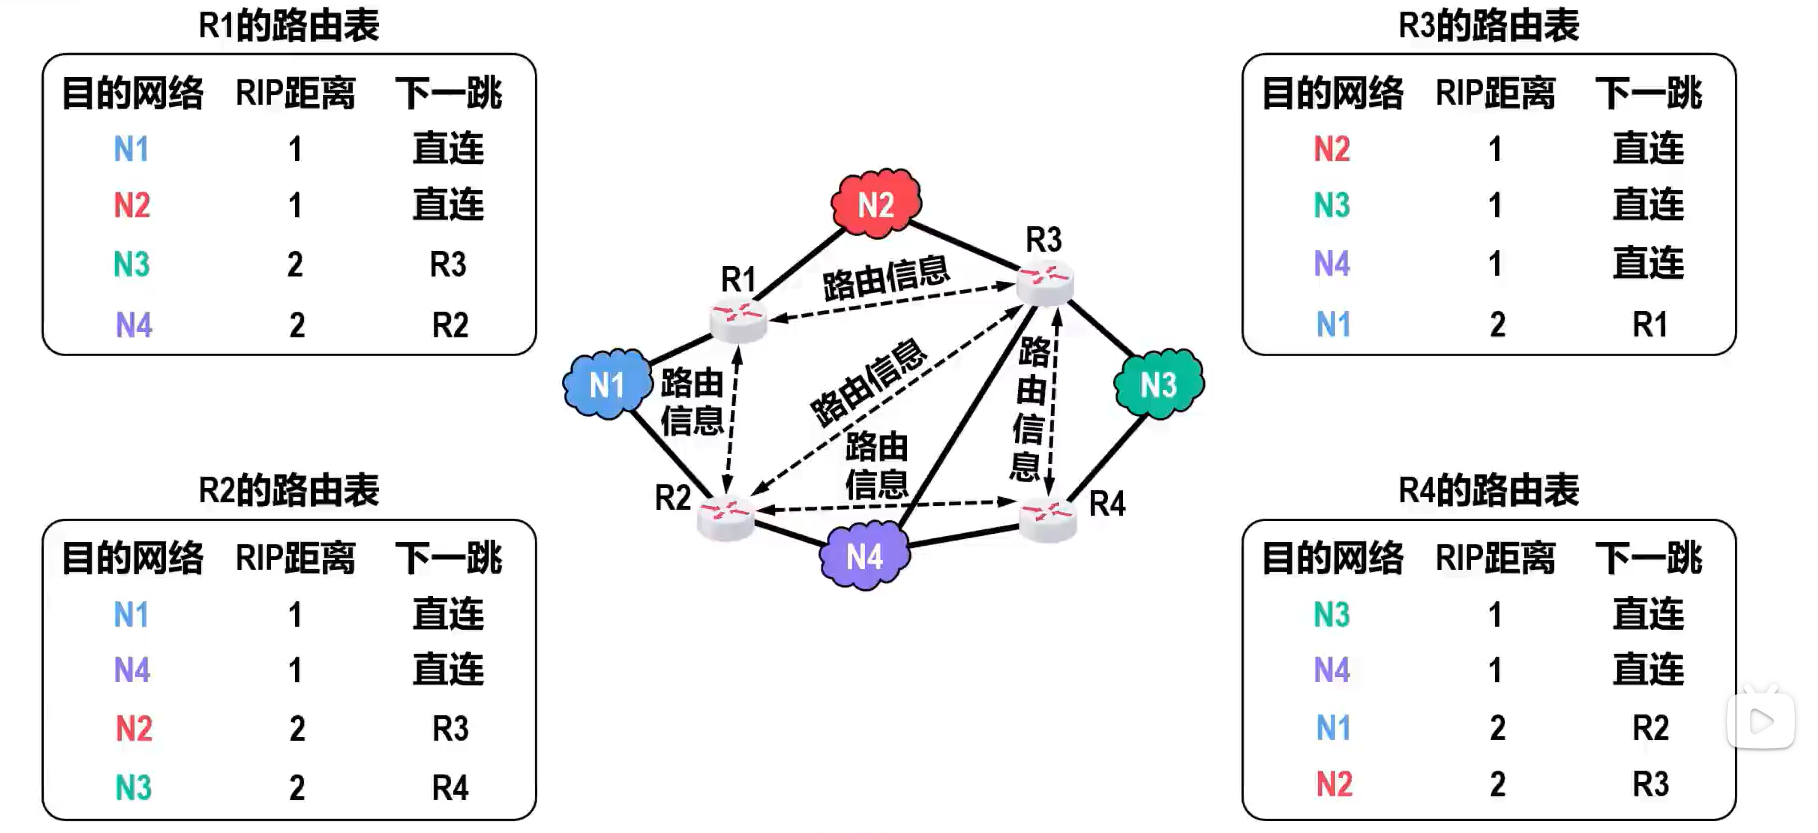 R1的路由表
目的网络 RIP距离 下一跳
N1 1 直连
N2 1 直连
N3 2 R3
N4 2 R2
R2的路由表
目的网络 RIP距离 下一跳
N1 1 直连
N4 1 直连
N2 2 R3
N3 2 R4
N2
R3
R1
路由信息
N1
路由
信息
路由信息
路
由
信
息
N3
路由
信息
R2
R4
N4
R3的路由表
目的网络 RIP距离 下一跳
N2 1 直连
N3 1 直连
N4 1 直连
N1 2 R1
R4的路由表
目的网络 RIP距离 下一跳
N3 1 直连
N4 1 直连
N1 2 R2
N2 2 R3